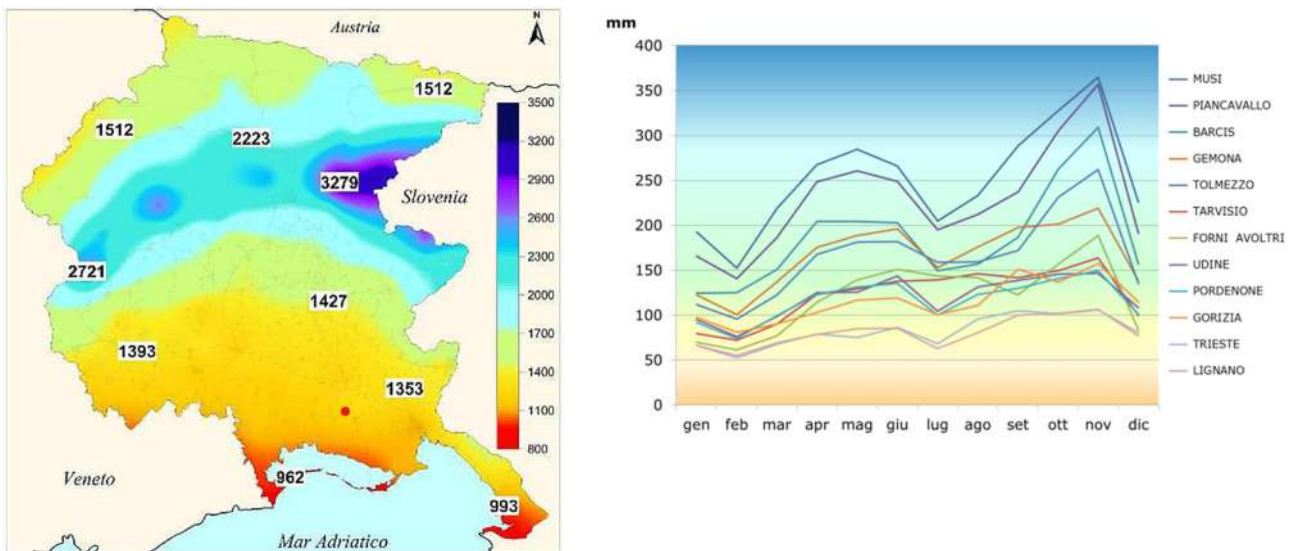 Austria
N
1512
1512
2223
3279
Slovenia
2721
1427
1393
1353
Veneto
962
993
Mar Adriatico
3500
3200
2900
2600
2300
2000
1700
1400
1100
800
mm
400
350
300
250
200
150
100
50
0
gen feb mar apr mag giu lug ago set ott nov dic
MUSI
PIANCAVALLO
BARCIS
GEMONA
TOLMEZZO
TARVISIO
FORNI AVOLTRI
UDINE
PORDENONE
GORIZIA
TRIESTE
LIGNANO